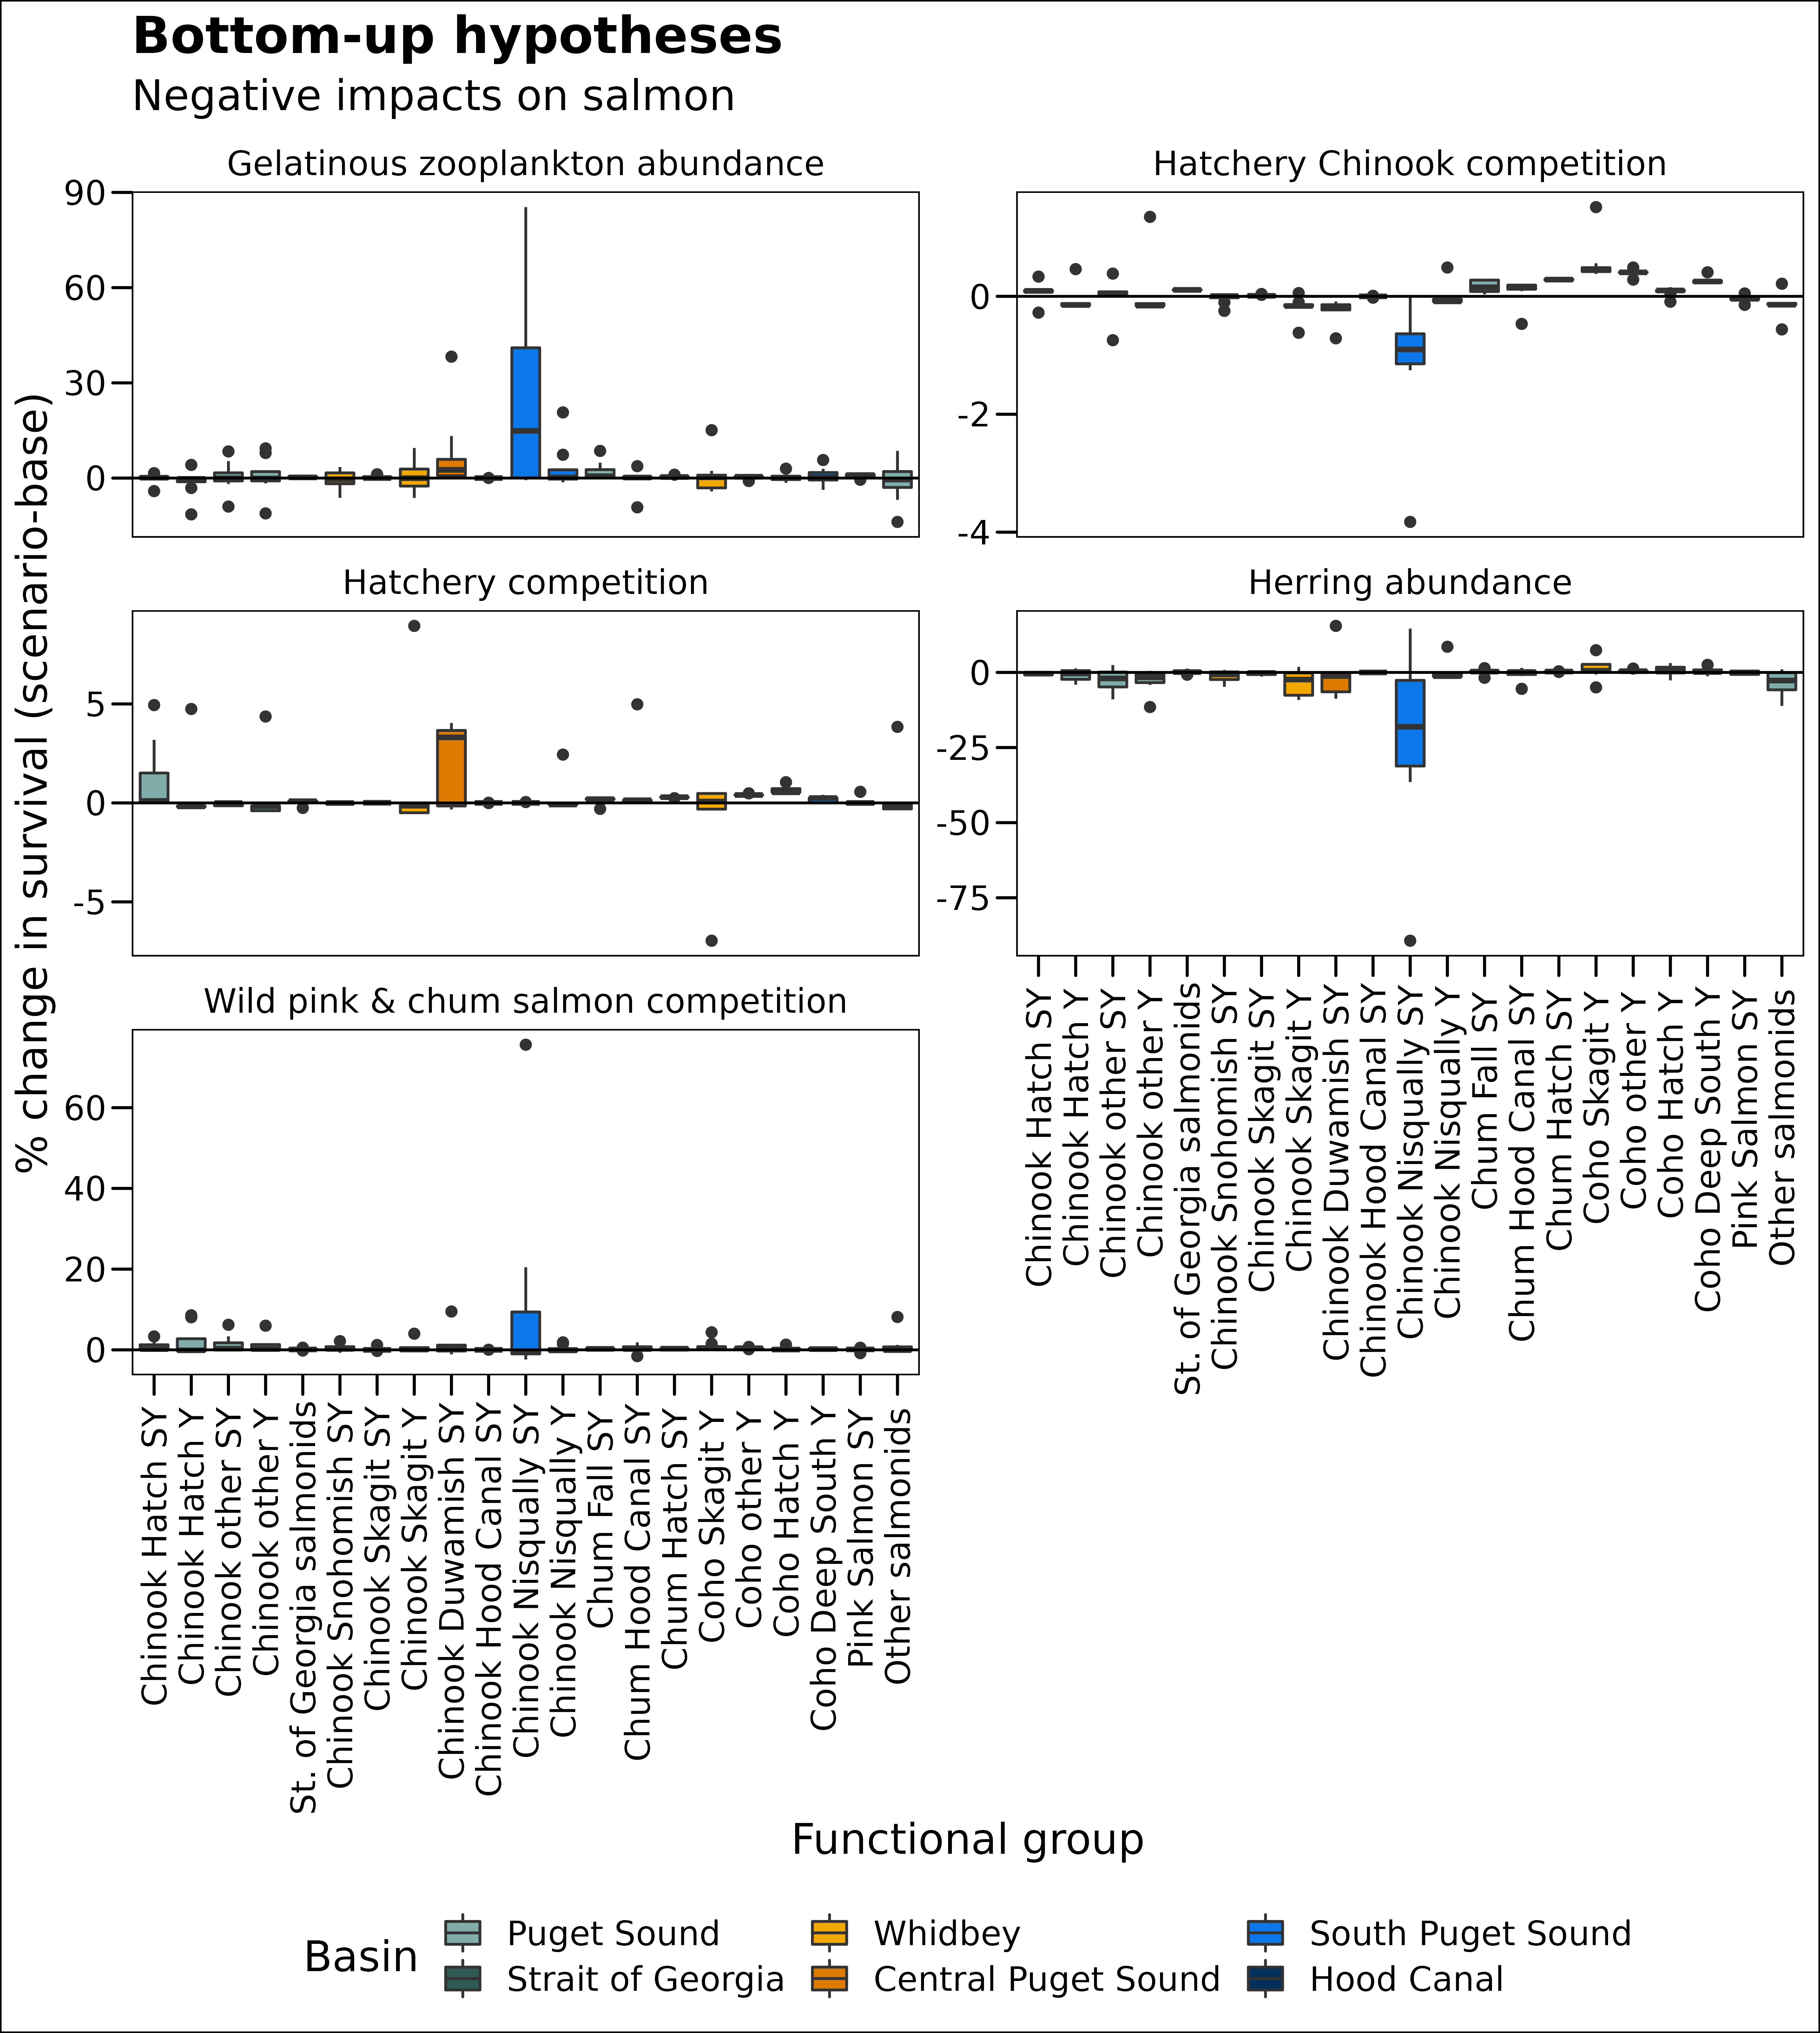 Bottom-up hypotheses
Negative impacts on salmon
% change in survival (scenario-base)
Gelatinous zooplankton abundance
90
60
30
0
Hatchery Chinook competition
0
-2
-4
Hatchery competition
5
0
-5
Herring abundance
0
-25
-50
-75
Chinook Hatch SY
Chinook Hatch Y
Chinook other SY
Chinook other Y
St. of Georgia salmonids
Chinook Snohomish SY
Chinook Skagit SY
Chinook Skagit Y
Chinook Duwamish SY
Chinook Hood Canal SY
Chinook Nisqually SY
Chinook Nisqually Y
Chum Fall SY
Chum Hood Canal SY
Chum Hatch SY
Coho Skagit Y
Coho other Y
Coho Hatch Y
Coho Deep South Y
Pink Salmon SY
Other salmonids
Wild pink & chum salmon competition
60
40
20
0
Chinook Hatch SY
Chinook Hatch Y
Chinook other SY
Chinook other Y
St. of Georgia salmonids
Chinook Snohomish SY
Chinook Skagit SY
Chinook Skagit Y
Chinook Duwamish SY
Chinook Hood Canal SY
Chinook Nisqually SY
Chinook Nisqually Y
Chum Fall SY
Chum Hood Canal SY
Chum Hatch SY
Coho Skagit Y
Coho other Y
Coho Hatch Y
Coho Deep South Y
Pink Salmon SY
Other salmonids
Functional group
Basin
Puget Sound
Strait of Georgia
Whidbey
Central Puget Sound
South Puget Sound
Hood Canal